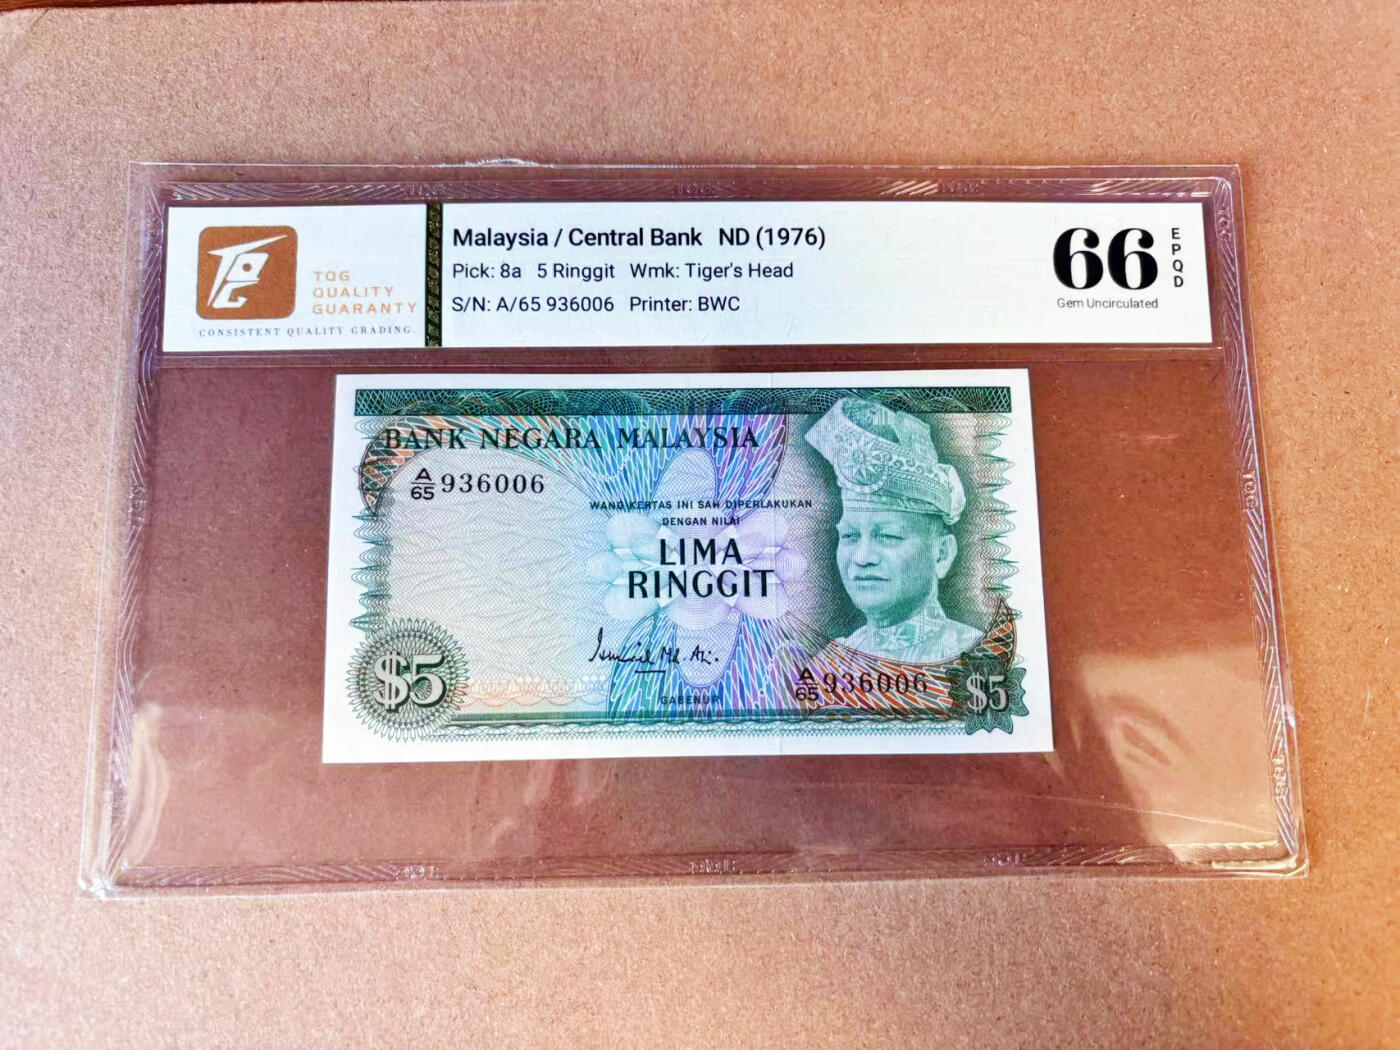 TQG
QUALITY
GUARANTY
CONSISTENT QUALITY GRADING
Malaysia / Central Bank ND (1976)
Pick: 8a 5 Ringgit Wmk: Tiger's Head
S/N: A/65 936006 Printer: BWC
66
EPQD
Gem Uncirculated
BANK NEGARA MALAYSIA
A/65 936006
WANG KERTAS INI SAH DIPERLAKUKAN
DENGAN NILAI
LIMA
RINGGIT
GABENUR
$5
A/65 936006
$5